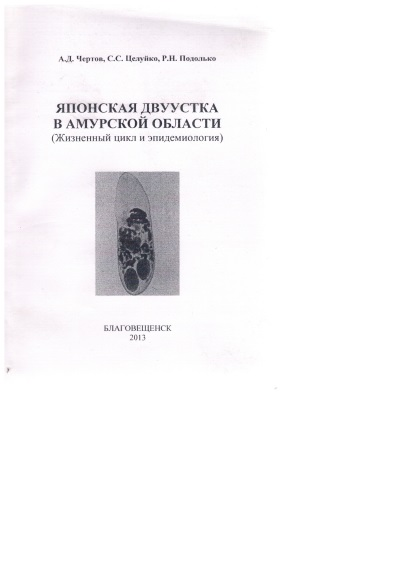 А.Д. Чертов, С.С. Целуйко, Р.Н. Подолько
ЯПОНСКАЯ ДВУУСТКА
В АМУРСКОЙ ОБЛАСТИ
(Жизненный цикл и эпидемиология)
БЛАГОВЕЩЕНСК
2013